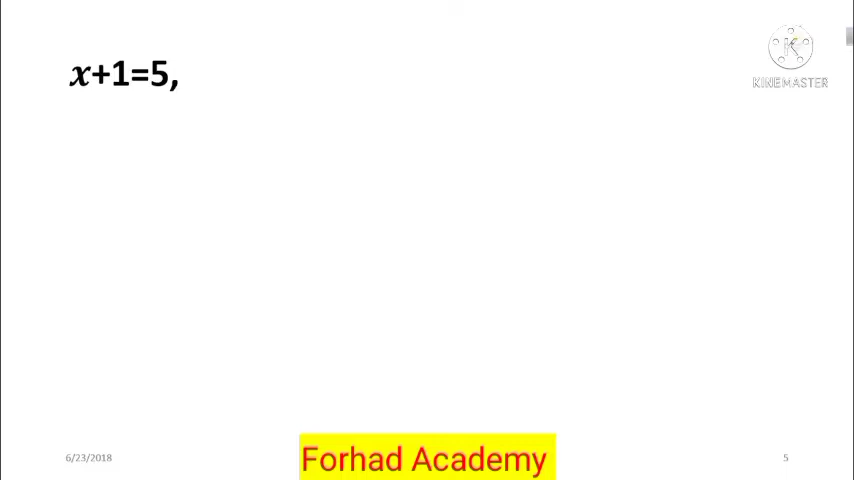 x+1=5,
KINEMASTER
6/23/2018
Forhad Academy
5